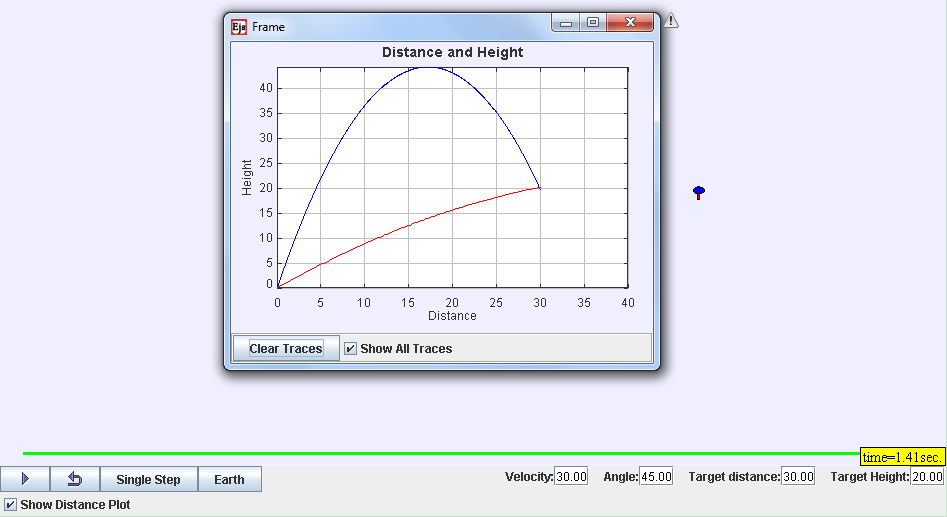 Ejs Frame
Distance and Height
Height
40
35
30
25
20
15
10
5
0
0 5 10 15 20 25 30 35 40
Distance
Clear Traces Show All Traces
time=1.41sec.
Single Step Earth Velocity: 30.00 Angle: 45.00 Target distance: 30.00 Target Height: 20.00
Show Distance Plot